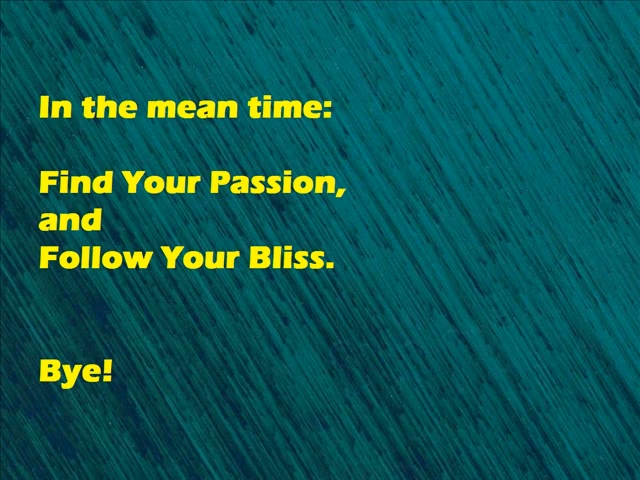 In the mean time:
Find Your Passion,
and
Follow Your Bliss.
Bye!